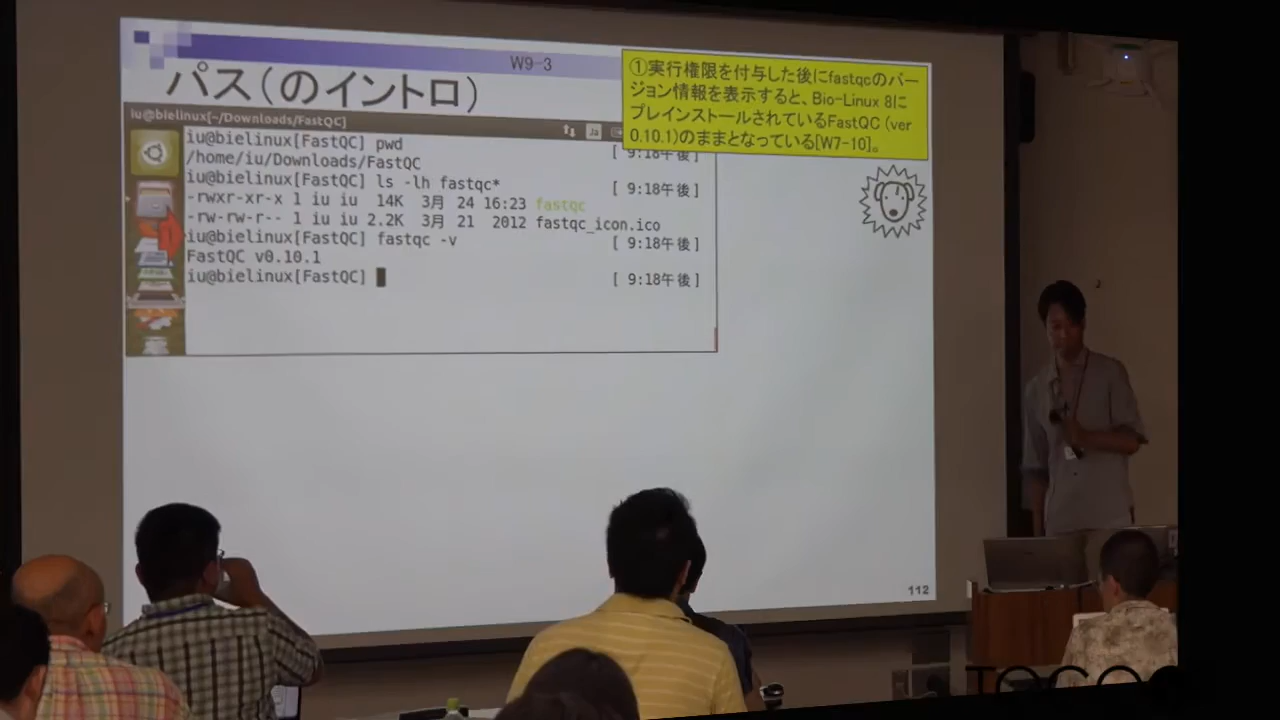 W9-3
パス(のイントロ)
①実行権限を付与した後にfastqcのバー
ジョン情報を表示すると、Bio-Linux 8に
プレインストールされているFastQC (ver
0.10.1)のままとなっている[W7-10]。
iu@bielinux[~/Downloads/FastQC]
iu@bielinux[FastQC] pwd [ 9:18午後]
/home/iu/Downloads/FastQC
iu@bielinux[FastQC] ls -lh fastqc* [ 9:18午後]
-rwxr-xr-x 1 iu iu 14K 3月 24 16:23 fastqc
-rw-rw-r-- 1 iu iu 2.2K 3月 21 2012 fastqc_icon.ico
iu@bielinux[FastQC] fastqc -v [ 9:18午後]
FastQC v0.10.1
iu@bielinux[FastQC] [ 9:18午後]
112